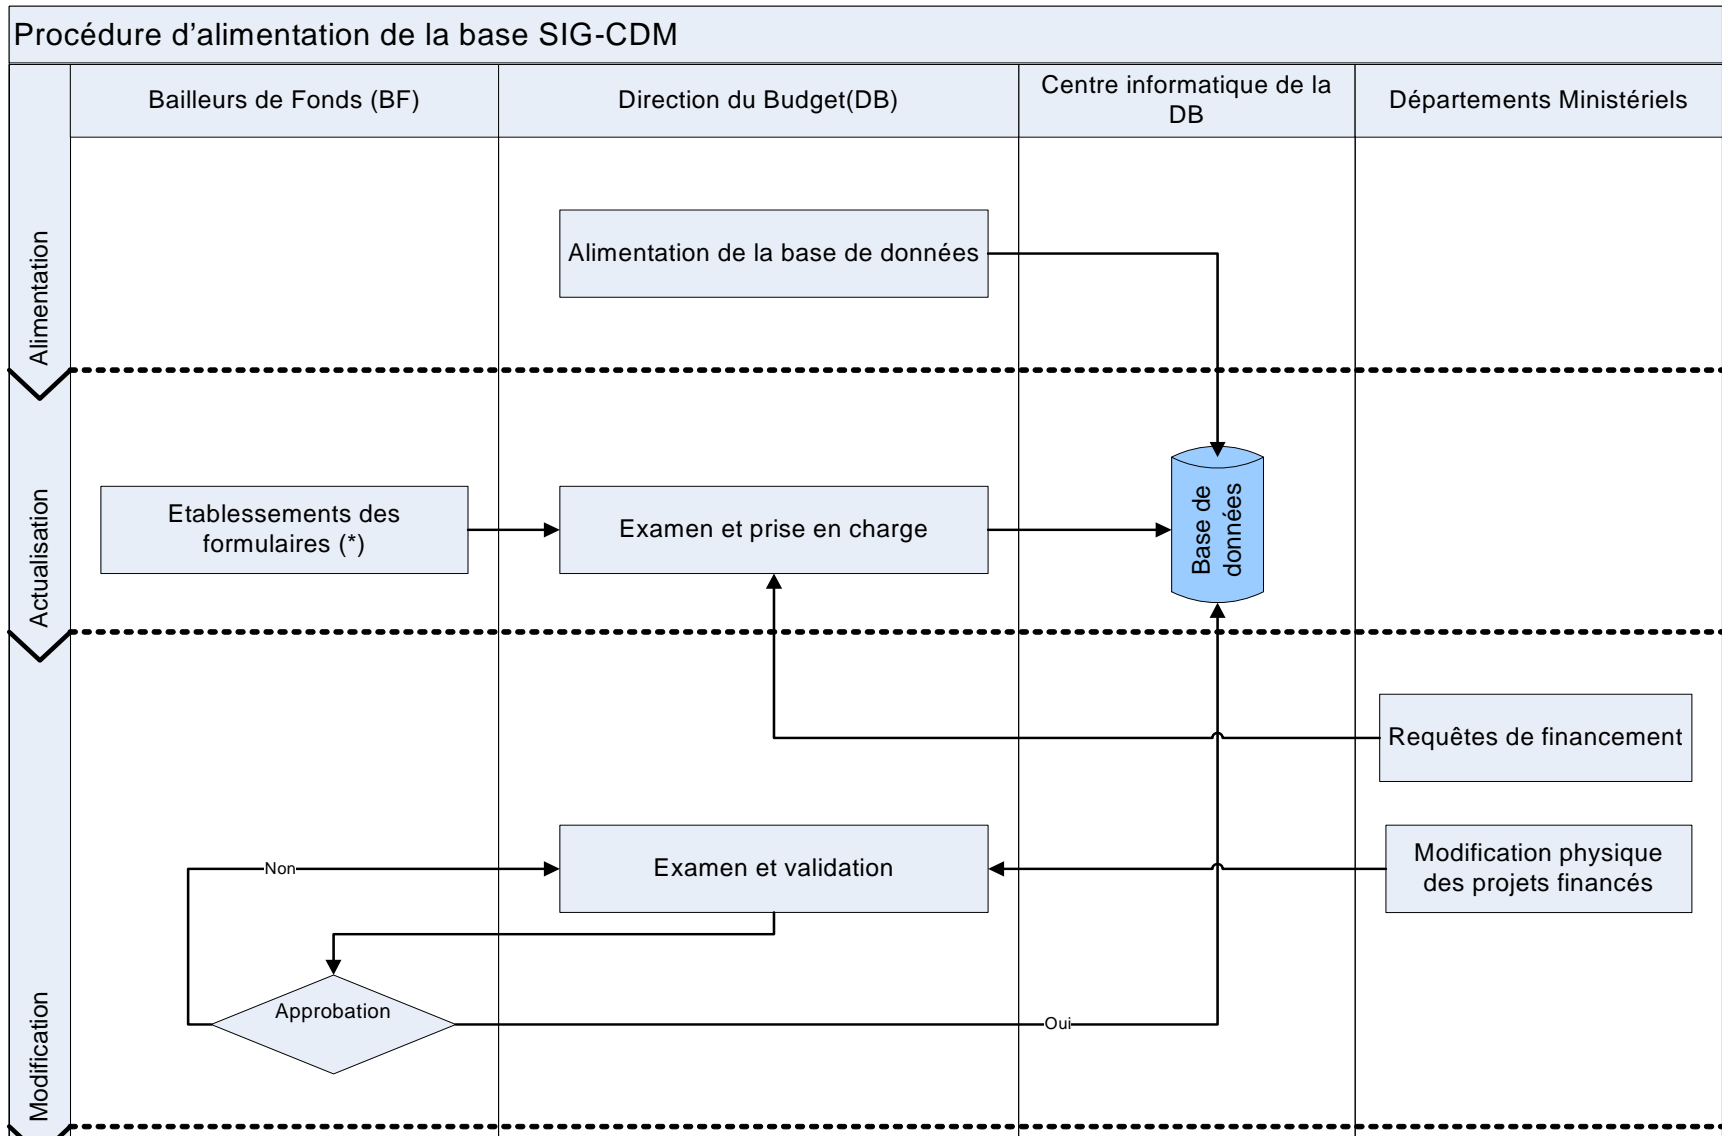 Procédure d’alimentation de la base SIG-CDM
Bailleurs de Fonds (BF)
Direction du Budget(DB)
Centre informatique de la
DB
Départements Ministériels
Alimentation
Alimentation de la base de données
Actualisation
Etablessements des
formulaires (*)
Examen et prise en charge
Base de
données
Modification
Requêtes de financement
Modification physique
des projets financés
Examen et validation
Non
Approbation
Oui